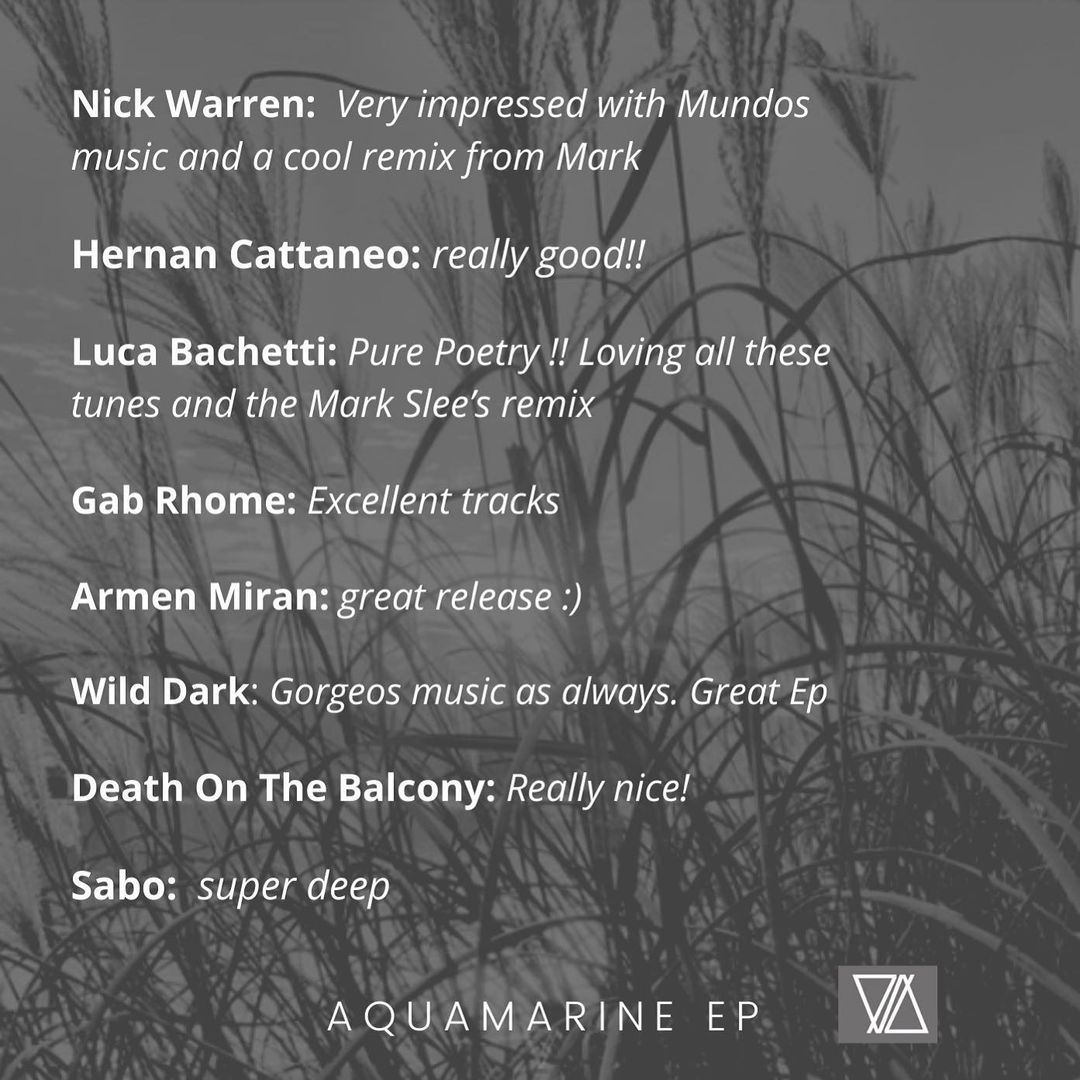 Nick Warren: Very impressed with Mundos
music and a cool remix from Mark
Hernan Cattaneo: really good!!
Luca Bachetti: Pure Poetry !! Loving all these
tunes and the Mark Slee’s remix
Gab Rhome: Excellent tracks
Armen Miran: great release :)
Wild Dark: Gorgeos music as always. Great Ep
Death On The Balcony: Really nice!
Sabo: super deep
AQUAMARINE EP